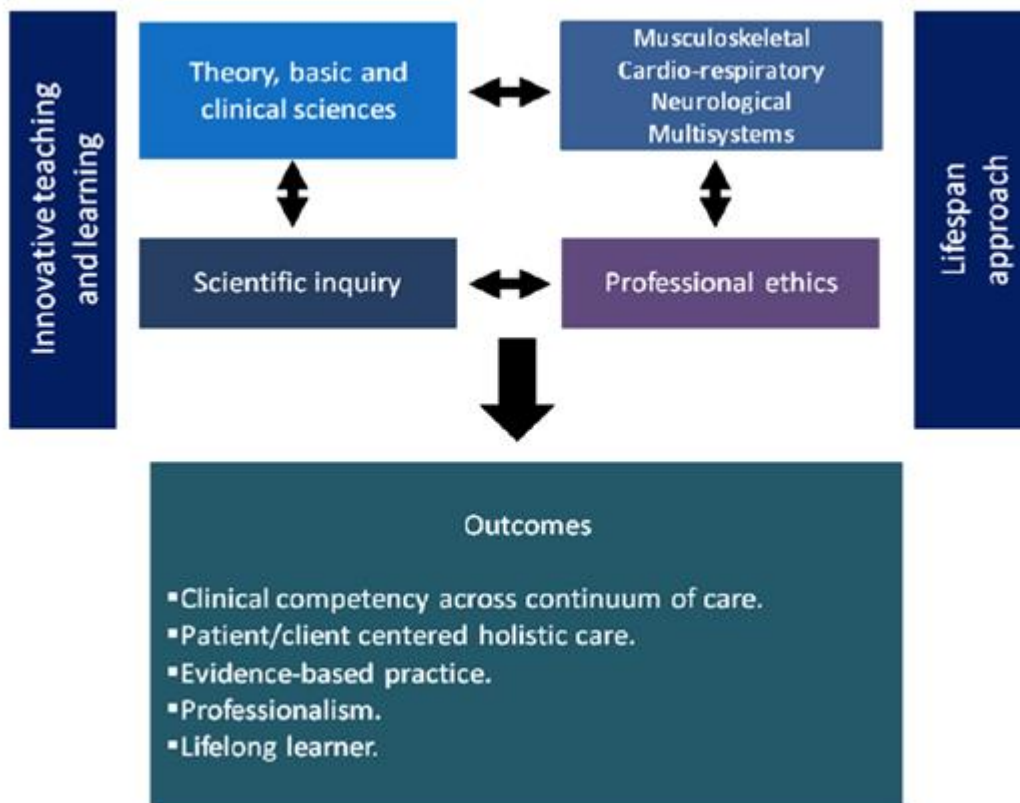 Innovative teaching
and learning
Theory, basic and
clinical sciences
Musculoskeletal
Cardio-respiratory
Neurological
Multisystems
Scientific inquiry
Professional ethics
Lifespan
approach
Outcomes
▪Clinical competency across continuum of care.
▪Patient/client centered holistic care.
▪Evidence-based practice.
▪Professionalism.
▪Lifelong learner.